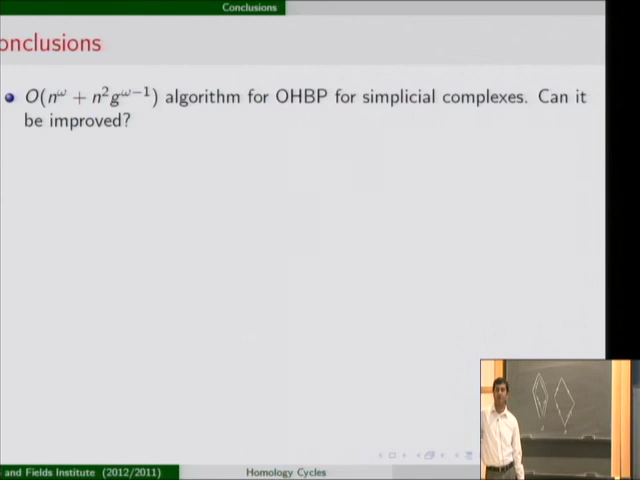 Conclusions
onclusions
O(n^ω + n²g^{ω−1}) algorithm for OHBP for simplicial complexes. Can it
be improved?
and Fields Institute (2012/2011) Homology Cycles